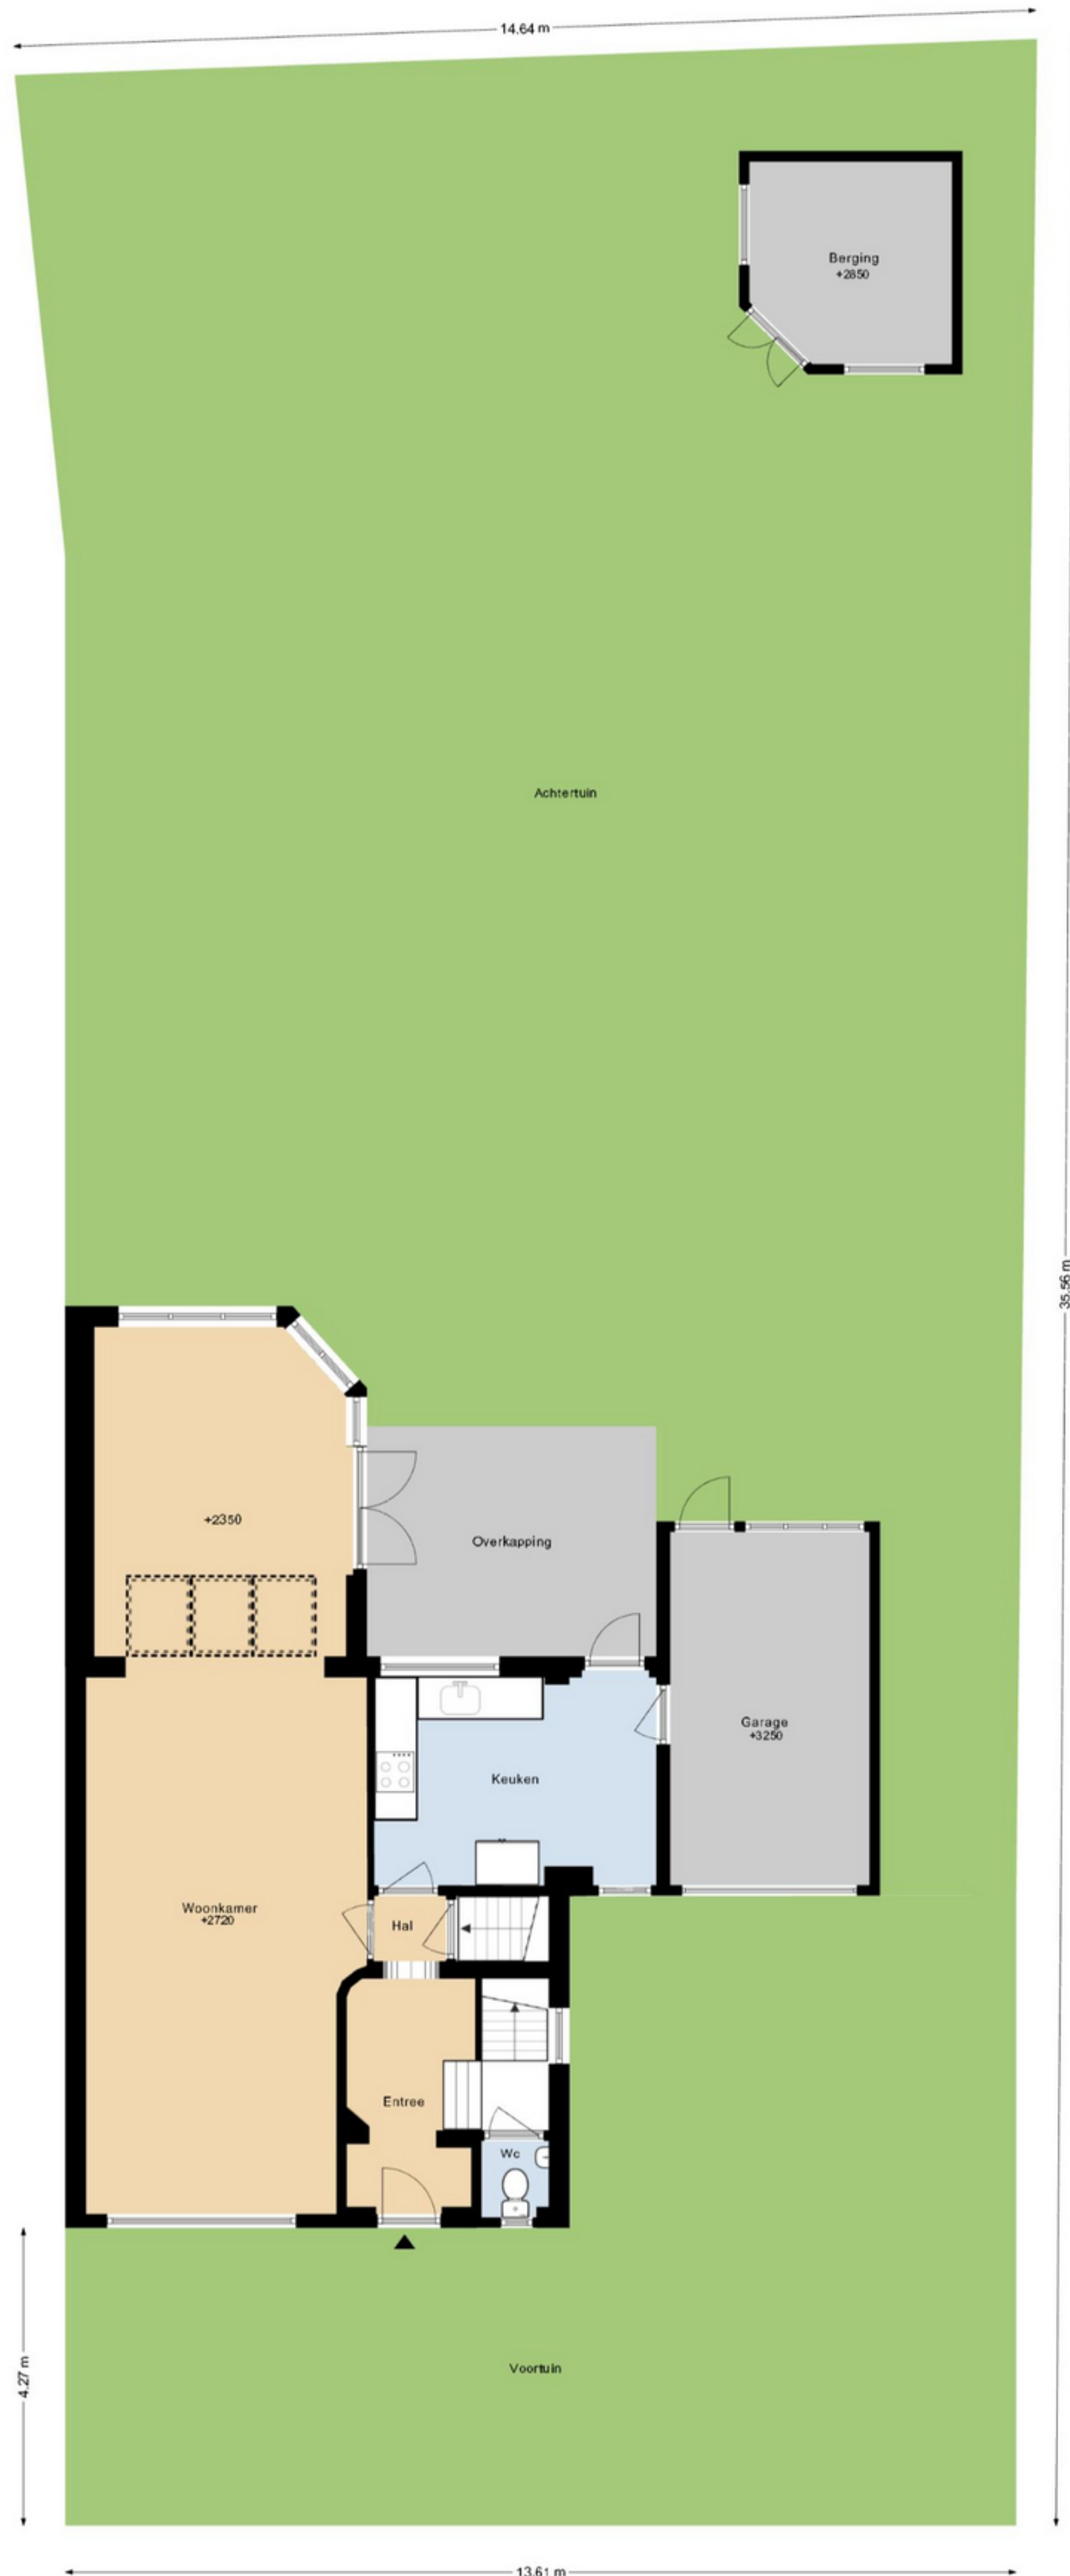 14.64 m
Berging
+2850
Achtertuin
35.56 m
+2350
Overkapping
Garage
+3250
Keuken
Woonkamer
+2720
Hal
Entree
Wc
4.27 m
Voortuin
13.61 m